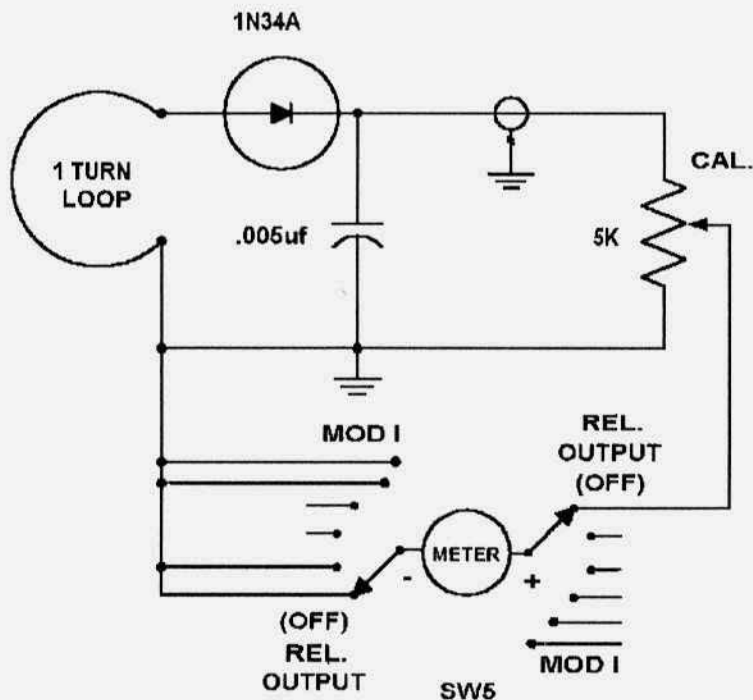 1N34A
1 TURN
LOOP
.005uf
CAL.
5K
MOD I
REL.
OUTPUT
(OFF)
METER
-
+
(OFF)
REL.
OUTPUT
MOD I
SW5